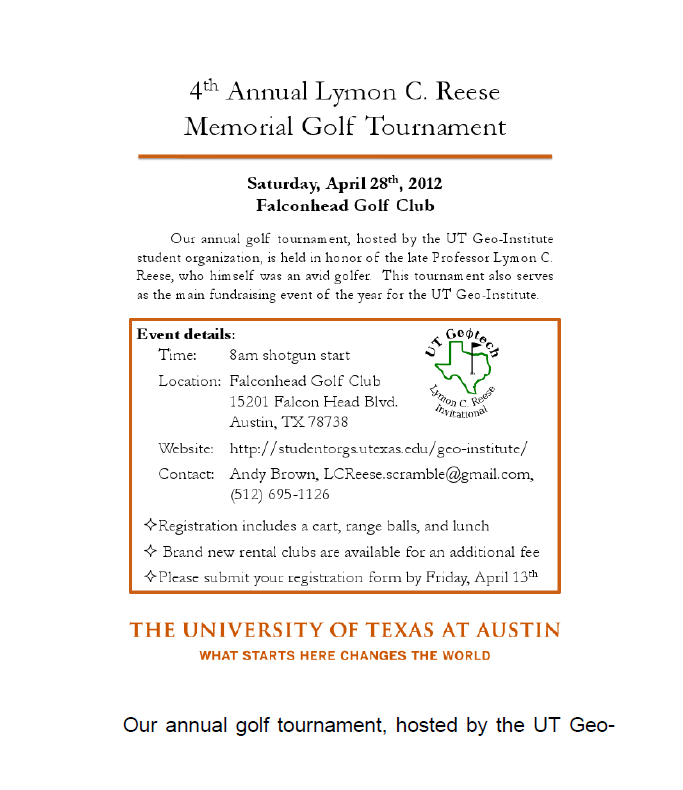 4th Annual Lymon C. Reese
Memorial Golf Tournament
Saturday, April 28th, 2012
Falconhead Golf Club
Our annual golf tournament, hosted by the UT Geo-Institute
student organization, is held in honor of the late Professor Lymon C.
Reese, who himself was an avid golfer. This tournament also serves
as the main fundraising event of the year for the UT Geo-Institute.
Event details:
Time: 8am shotgun start
Location: Falconhead Golf Club
15201 Falcon Head Blvd.
Austin, TX 78738
Website: http://studentorgs.utexas.edu/geo-institute/
Contact: Andy Brown, LCReese.scramble@gmail.com,
(512) 695-1126
✧Registration includes a cart, range balls, and lunch
✧ Brand new rental clubs are available for an additional fee
✧Please submit your registration form by Friday, April 13th
UT Geφtech
Lymon C. Reese
Invitational
THE UNIVERSITY OF TEXAS AT AUSTIN
WHAT STARTS HERE CHANGES THE WORLD
Our annual golf tournament, hosted by the UT Geo-